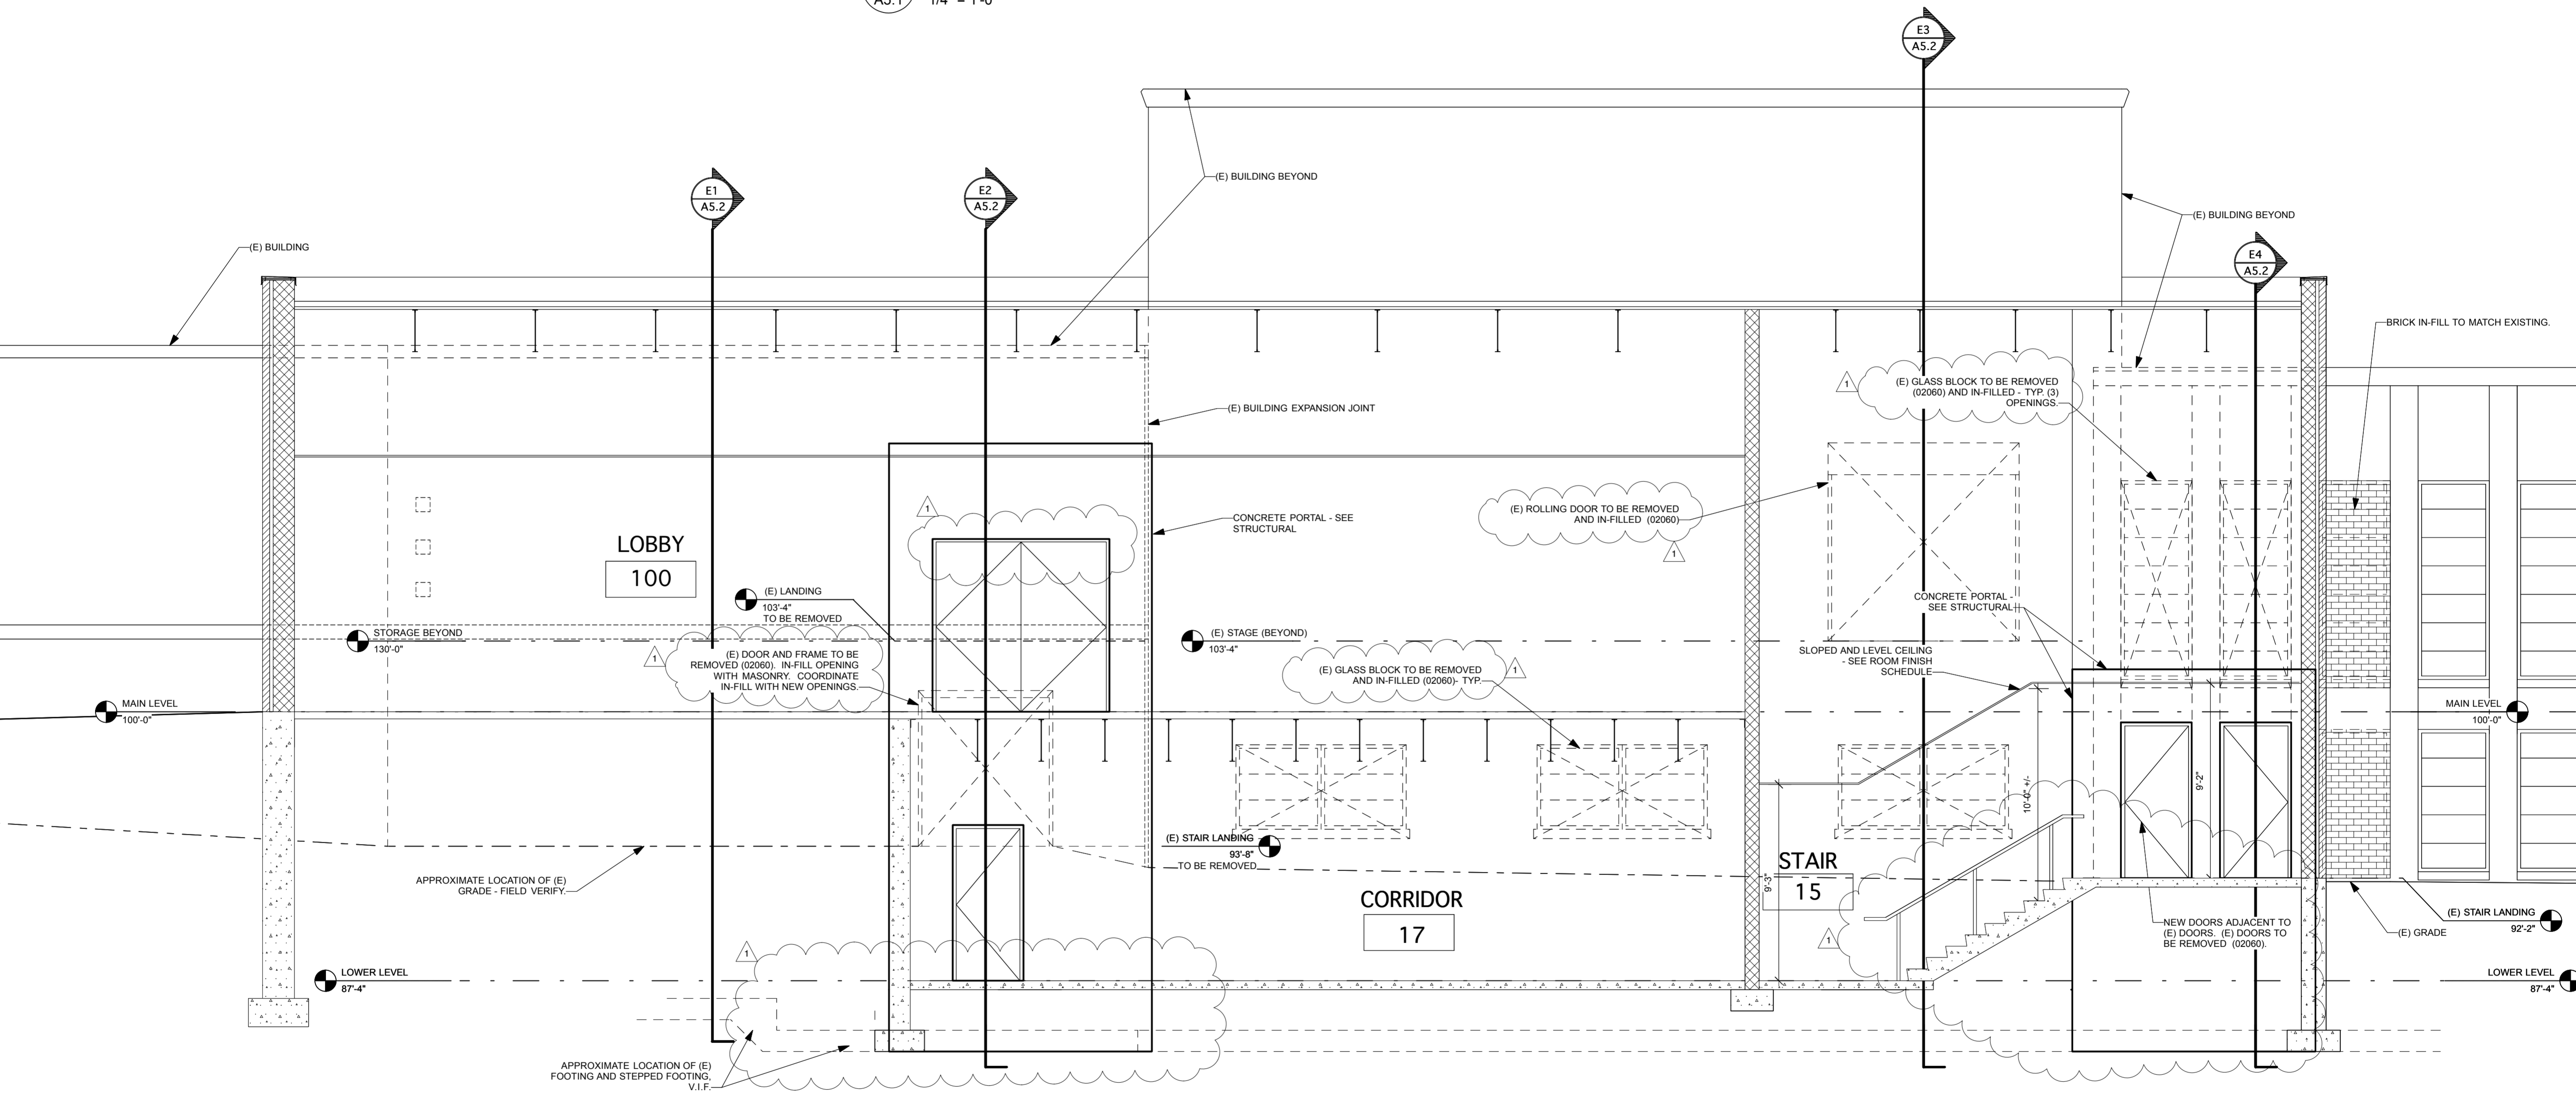 A5.1 1/4" = 1'-0"
E3
A5.2
(E) BUILDING BEYOND
E1
A5.2
E2
A5.2
(E) BUILDING BEYOND
(E) BUILDING
E4
A5.2
BRICK IN-FILL TO MATCH EXISTING.
1
(E) GLASS BLOCK TO BE REMOVED
(02060) AND IN-FILLED - TYP. (3)
OPENINGS.
(E) BUILDING EXPANSION JOINT
1
(E) ROLLING DOOR TO BE REMOVED
AND IN-FILLED (02060)
1
CONCRETE PORTAL - SEE
STRUCTURAL
LOBBY
100
(E) LANDING
103'-4"
TO BE REMOVED
CONCRETE PORTAL -
SEE STRUCTURAL
STORAGE BEYOND
130'-0"
(E) STAGE (BEYOND)
103'-4"
SLOPED AND LEVEL CEILING
- SEE ROOM FINISH
SCHEDULE
1
(E) DOOR AND FRAME TO BE
REMOVED (02060). IN-FILL OPENING
WITH MASONRY. COORDINATE
IN-FILL WITH NEW OPENINGS.
(E) GLASS BLOCK TO BE REMOVED
AND IN-FILLED (02060)- TYP.
1
MAIN LEVEL
100'-0"
MAIN LEVEL
100'-0"
9'-2"
10'-0" +/-
(E) STAIR LANDING
93'-8"
TO BE REMOVED
APPROXIMATE LOCATION OF (E)
GRADE - FIELD VERIFY.
9'-3"
STAIR
15
CORRIDOR
17
1
NEW DOORS ADJACENT TO
(E) DOORS. (E) DOORS TO
BE REMOVED (02060).
(E) STAIR LANDING
92'-2"
(E) GRADE
1
LOWER LEVEL
87'-4"
LOWER LEVEL
87'-4"
APPROXIMATE LOCATION OF (E)
FOOTING AND STEPPED FOOTING,
V.I.F.